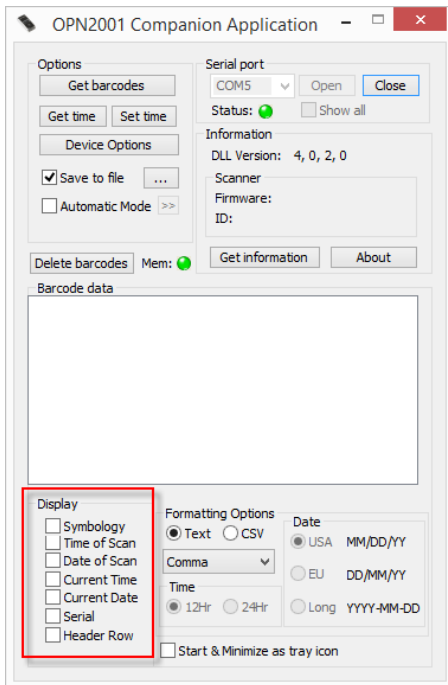 OPN2001 Companion Application
Options
Get barcodes
Get time Set time
Device Options
Save to file ...
Automatic Mode >>
Delete barcodes Mem:
Serial port
COM5 Open Close
Status: Show all
Information
DLL Version: 4, 0, 2, 0
Scanner
Firmware:
ID:
Get information About
Barcode data
Display
Symbology
Time of Scan
Date of Scan
Current Time
Current Date
Serial
Header Row
Formatting Options
Text CSV
Comma
Time
12Hr 24Hr
Date
USA MM/DD/YY
EU DD/MM/YY
Long YYYY-MM-DD
Start & Minimize as tray icon